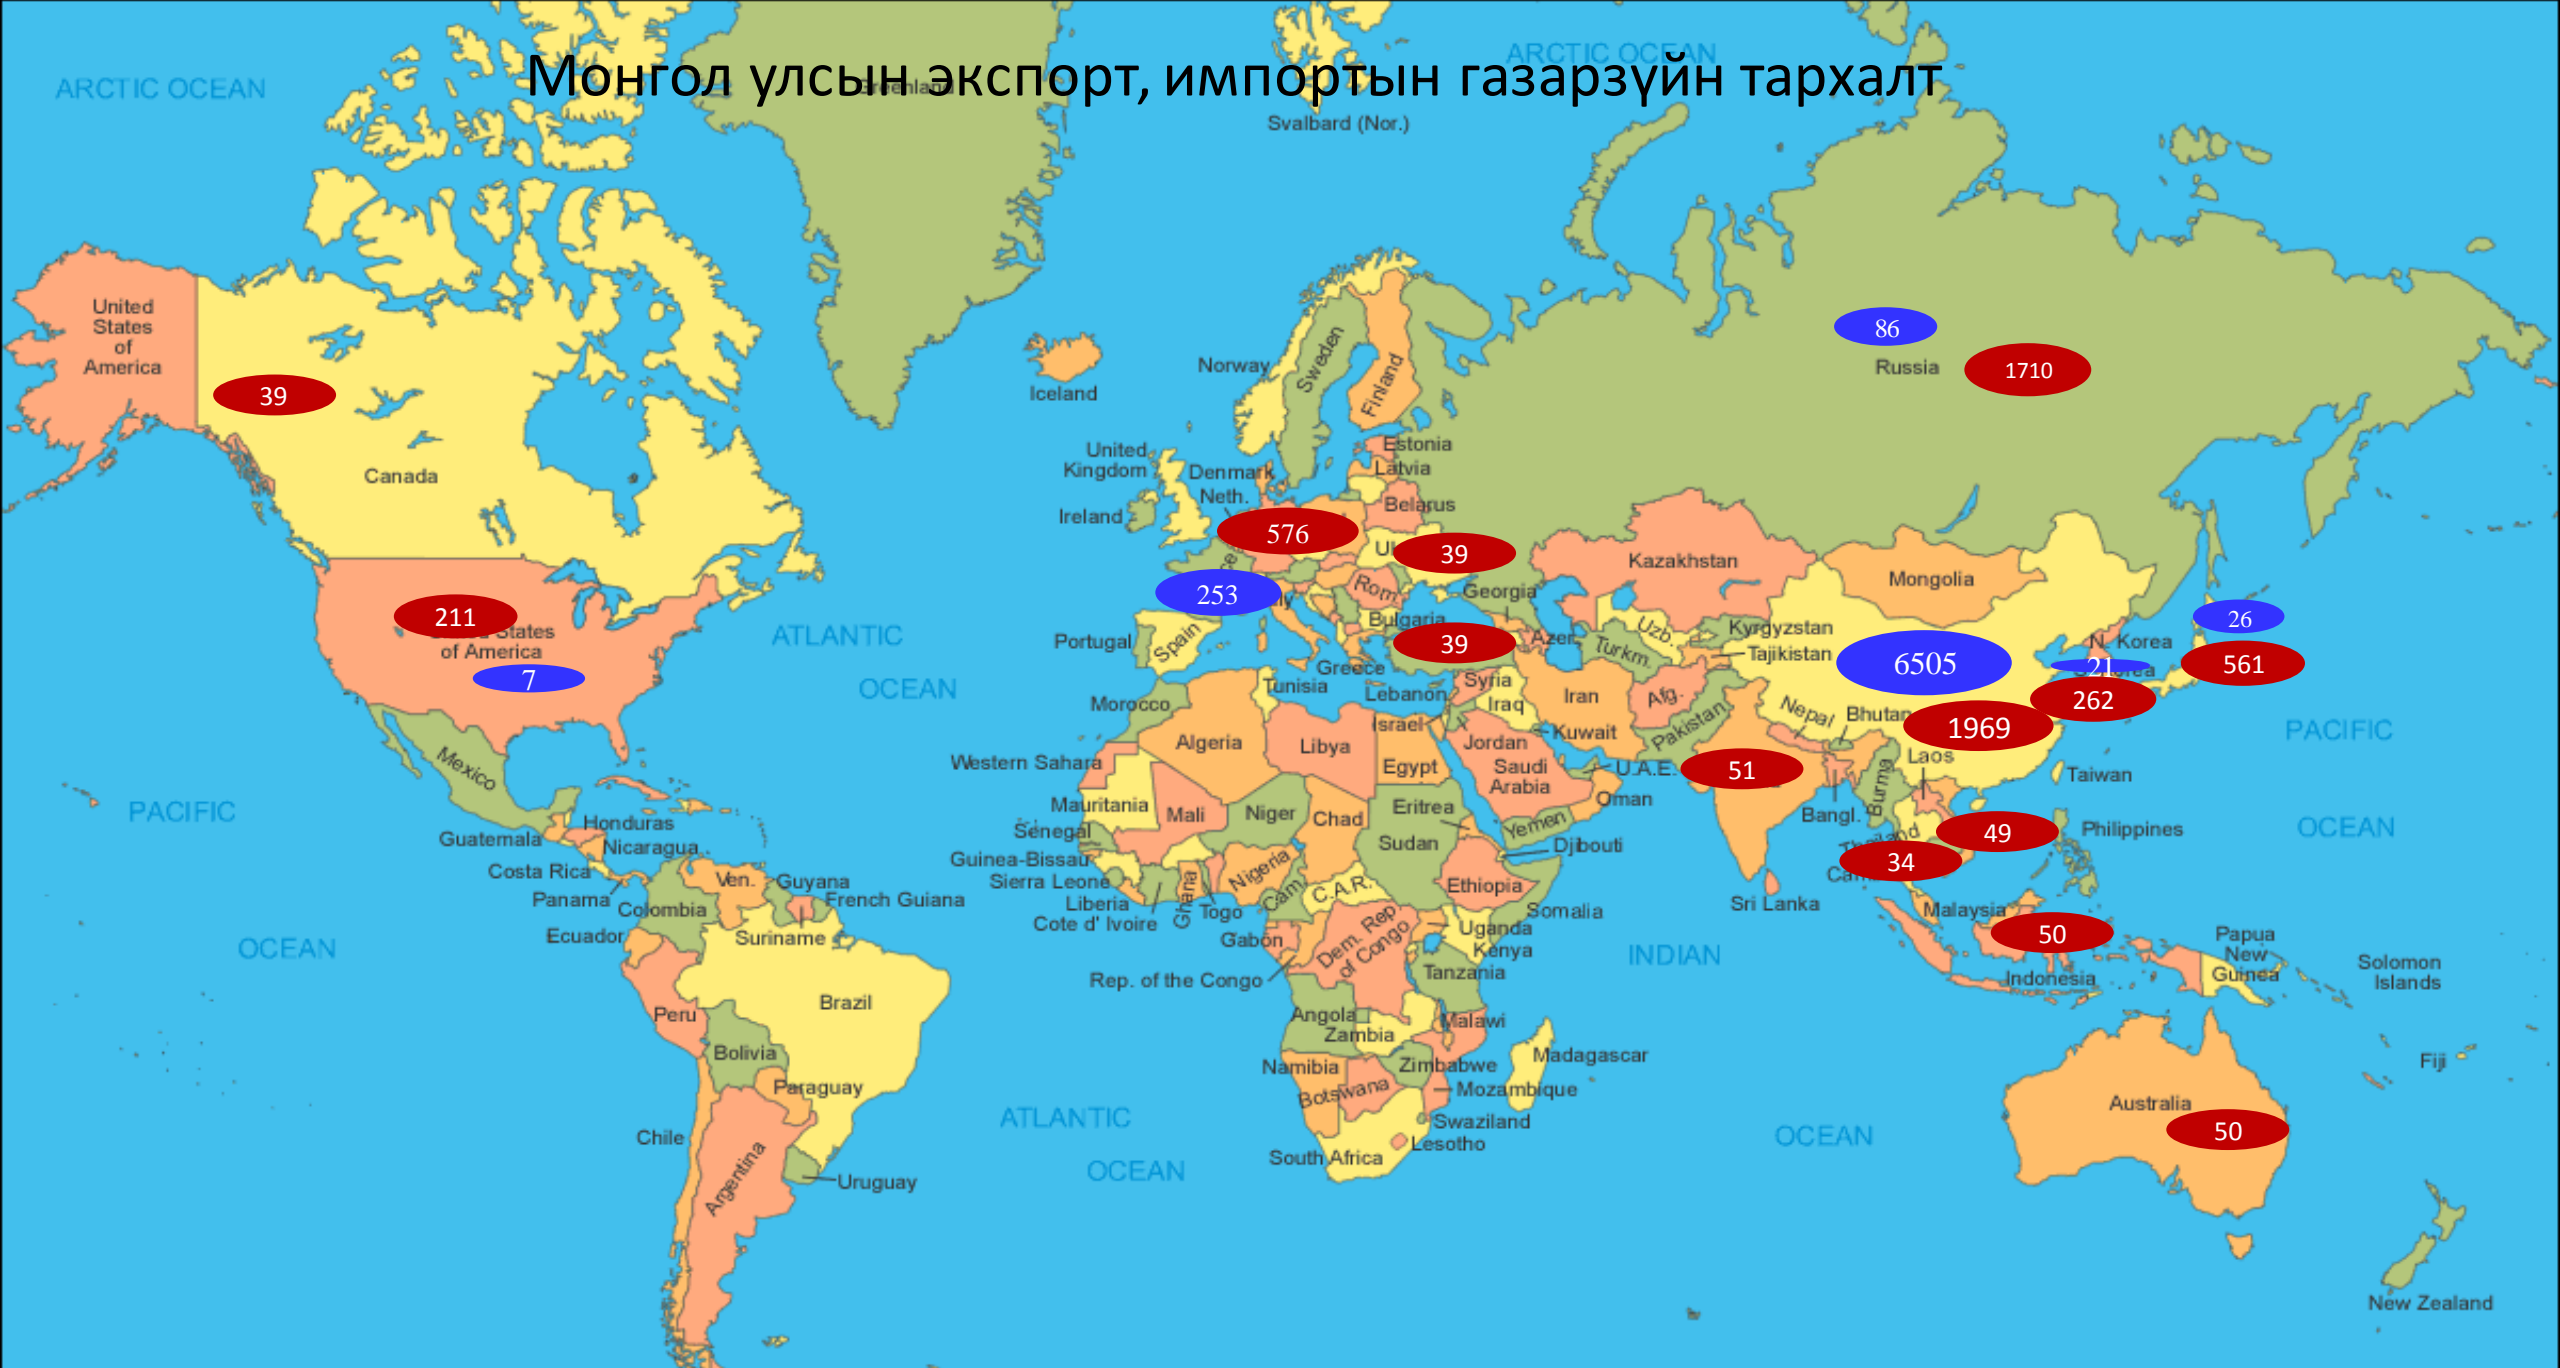 Монгол улсын экспорт, импортын газарзүйн тархалт
ARCTIC OCEAN
ARCTIC OCEAN
Greenland
Svalbard (Nor.)
United
States
of
America
39
Canada
211
States
of America
7
Mexico
Guatemala
Honduras
Nicaragua
Costa Rica
Panama
Ven.
Guyana
French Guiana
Colombia
Suriname
Ecuador
Brazil
Peru
Bolivia
Paraguay
Chile
Argentina
Uruguay
PACIFIC
OCEAN
ATLANTIC
OCEAN
ATLANTIC
OCEAN
Iceland
Norway
Sweden
Finland
United
Kingdom
Ireland
Denmark
Neth.
Estonia
Latvia
Belarus
576
39
253
Rom.
Bulgaria
Georgia
39
Azer.
Portugal
Spain
Greece
86
Russia
1710
Kazakhstan
Mongolia
Uzb.
Turkm.
Kyrgyzstan
Tajikistan
6505
1969
N. Korea
21
262
26
561
Morocco
Tunisia
Lebanon
Syria
Iraq
Iran
Afg.
Pakistan
Nepal
Bhutan
Israel
Kuwait
Jordan
Western Sahara
Algeria
Libya
Egypt
Saudi
Arabia
U.A.E.
Oman
51
Laos
Taiwan
Burma
Bangl.
49
34
Philippines
Mauritania
Mali
Niger
Chad
Eritrea
Sudan
Yemen
Djibouti
Senegal
Guinea-Bissau
Sierra Leone
Liberia
Cote d' Ivoire
Ghana
Togo
Nigeria
Cam.
C.A.R.
Ethiopia
Somalia
Sri Lanka
Gabon
Dem. Rep
of Congo
Uganda
Kenya
Rep. of the Congo
Tanzania
Angola
Zambia
Malawi
Namibia
Botswana
Zimbabwe
Mozambique
Madagascar
Swaziland
Lesotho
South Africa
INDIAN
OCEAN
Malaysia
50
Indonesia
Papua
New
Guinea
Solomon
Islands
PACIFIC
OCEAN
Fiji
Australia
50
New Zealand